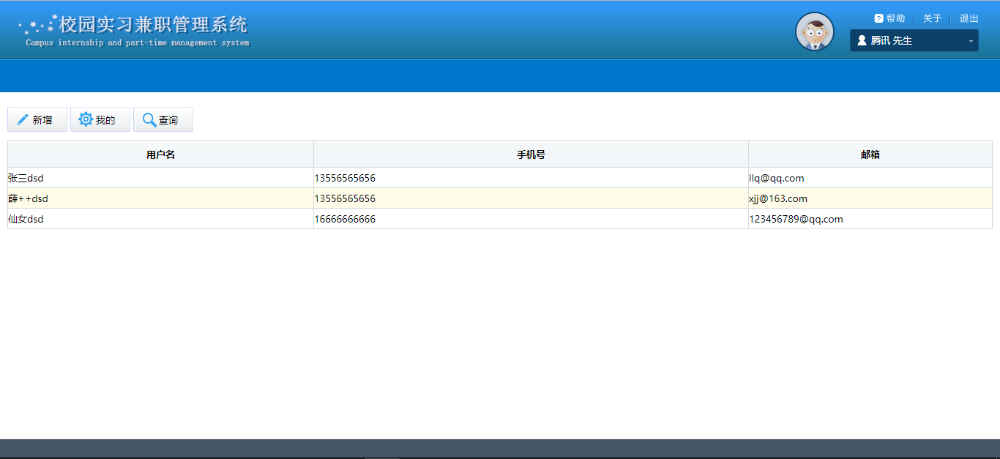 校园实习兼职管理系统
Campus internship and part-time management system
帮助 关于 退出
腾讯 先生
新增 我的 查询
用户名 手机号 邮箱
张三dsd 13556565656 llq@qq.com
薛++dsd 13556565656 xjj@163.com
仙女dsd 16666666666 123456789@qq.com